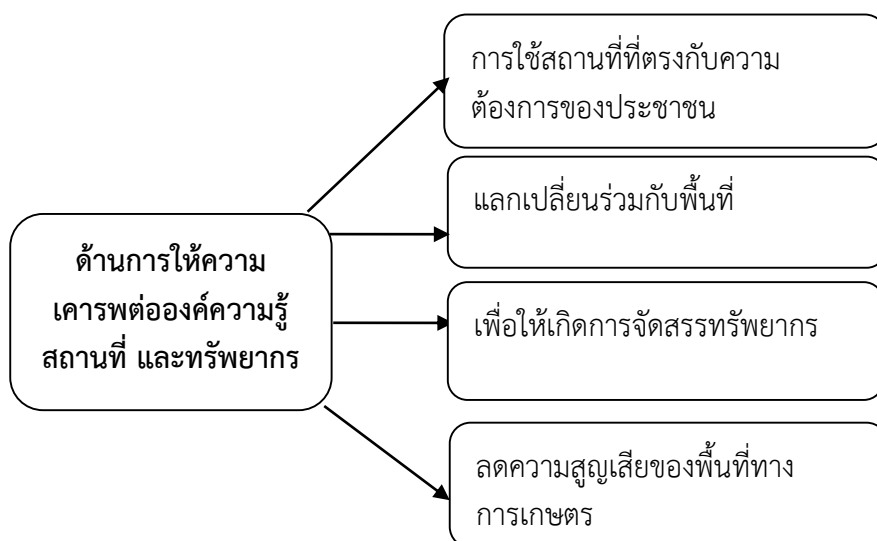 การใช้สถานที่ที่ตรงกับความ
ต้องการของประชาชน
แลกเปลี่ยนร่วมกับพื้นที่
ด้านการให้ความ
เคารพต่อองค์ความรู้
สถานที่ และทรัพยากร
เพื่อให้เกิดการจัดสรรทรัพยากร
ลดความสูญเสียของพื้นที่ทาง
การเกษตร